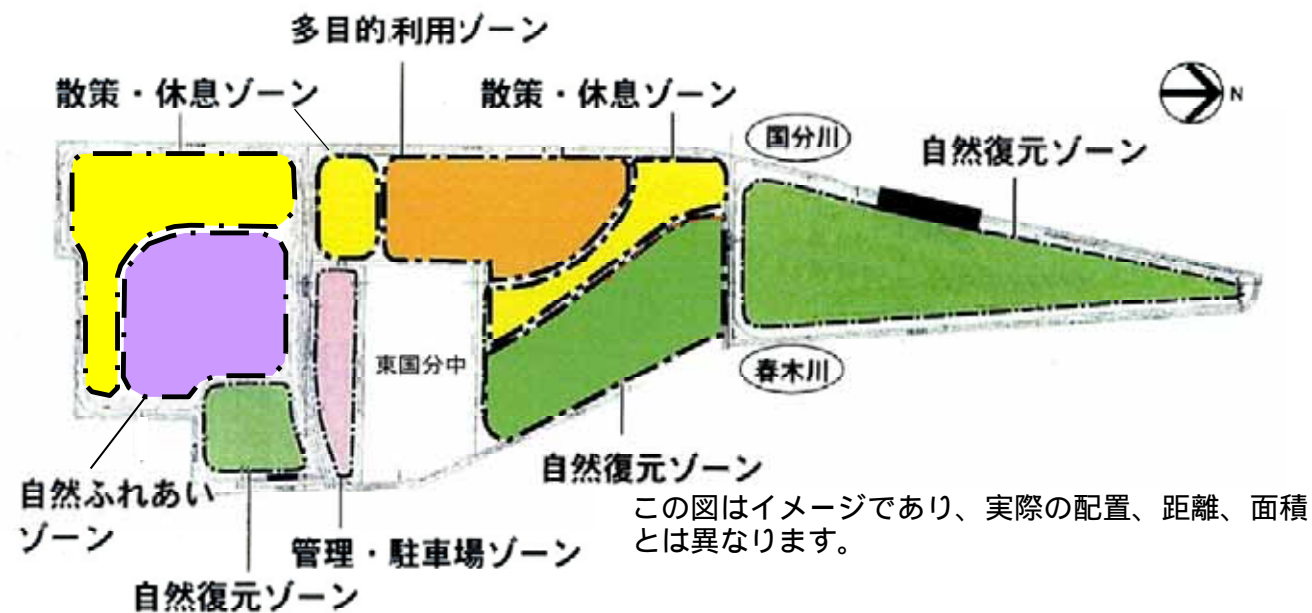 多目的利用ゾーン
散策・休息ゾーン
散策・休息ゾーン
N
国分川
自然復元ゾーン
東国分中
春木川
自然復元ゾーン
自然ふれあい
ゾーン
管理・駐車場ゾーン
自然復元ゾーン
この図はイメージであり、実際の配置、距離、面積
とは異なります。